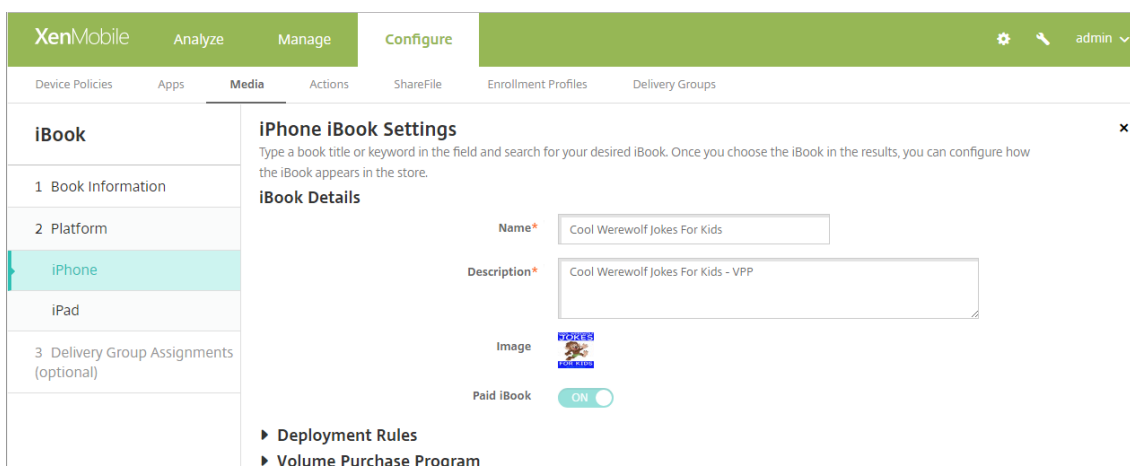 XenMobile Analyze Manage Configure admin
Device Policies Apps Media Actions ShareFile Enrollment Profiles Delivery Groups
iBook
1 Book Information
2 Platform
iPhone
iPad
3 Delivery Group Assignments
(optional)
iPhone iBook Settings
Type a book title or keyword in the field and search for your desired iBook. Once you choose the iBook in the results, you can configure how
the iBook appears in the store.
iBook Details
Name* Cool Werewolf Jokes For Kids
Description* Cool Werewolf Jokes For Kids - VPP
Image
JOKES
FOR KIDS
Paid iBook ON
Deployment Rules
Volume Purchase Program